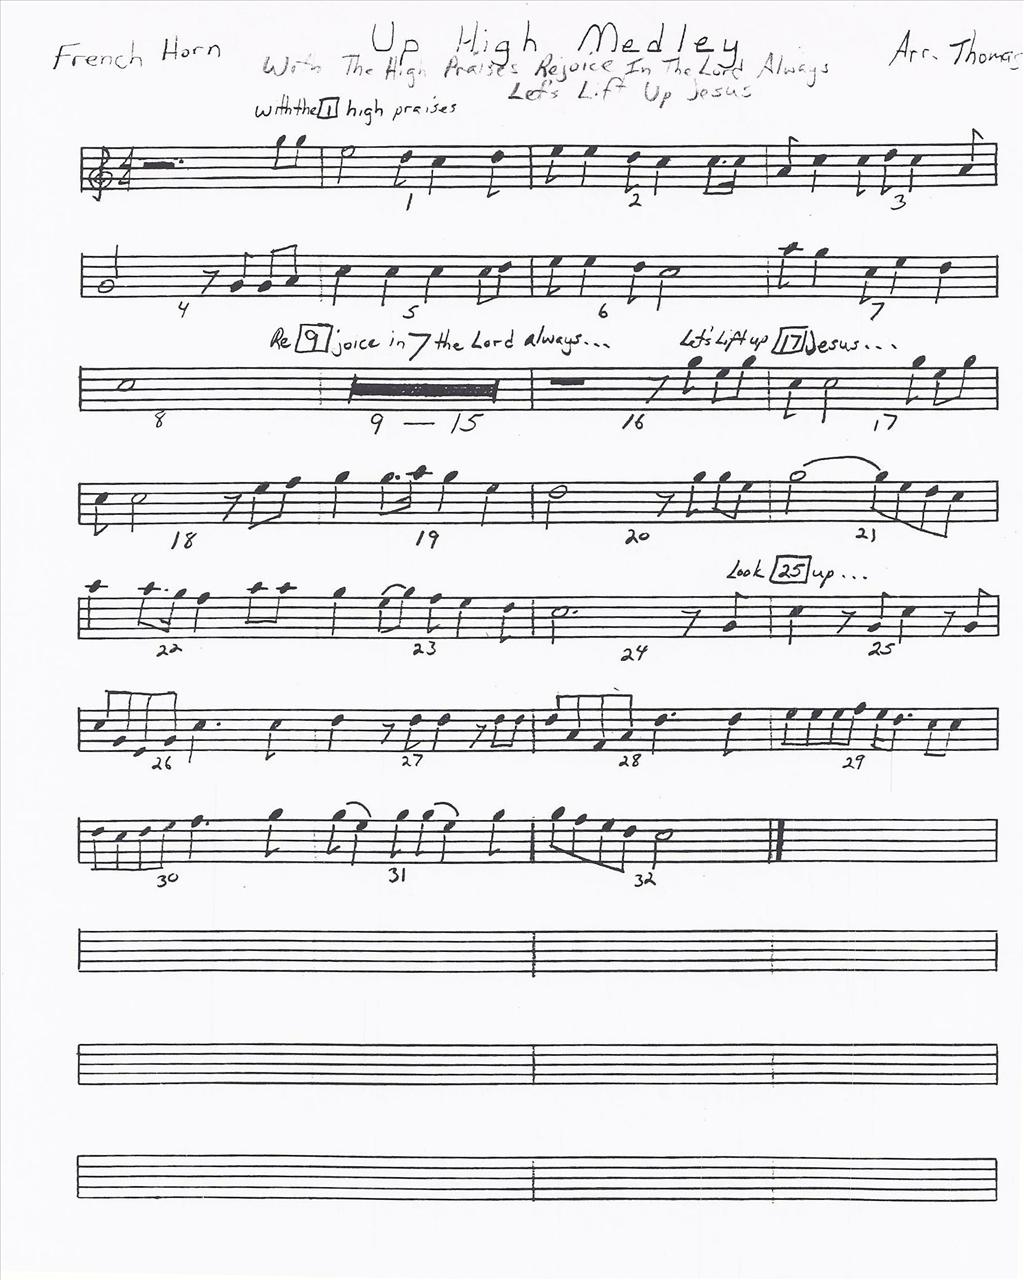 French Horn
Up High Medley
Arr. Thomas
With The High Praises Rejoice In The Lord Always
Let's Lift Up Jesus
with the 1 high praises
1 2 3
4 5 6 7
Re 9 joice in 7 the Lord always... Let's Lift up 17 Jesus...
8 9 — 15 16 17
18 19 20 21
Look 25 up...
22 23 24 25
26 27 28 29
30 31 32